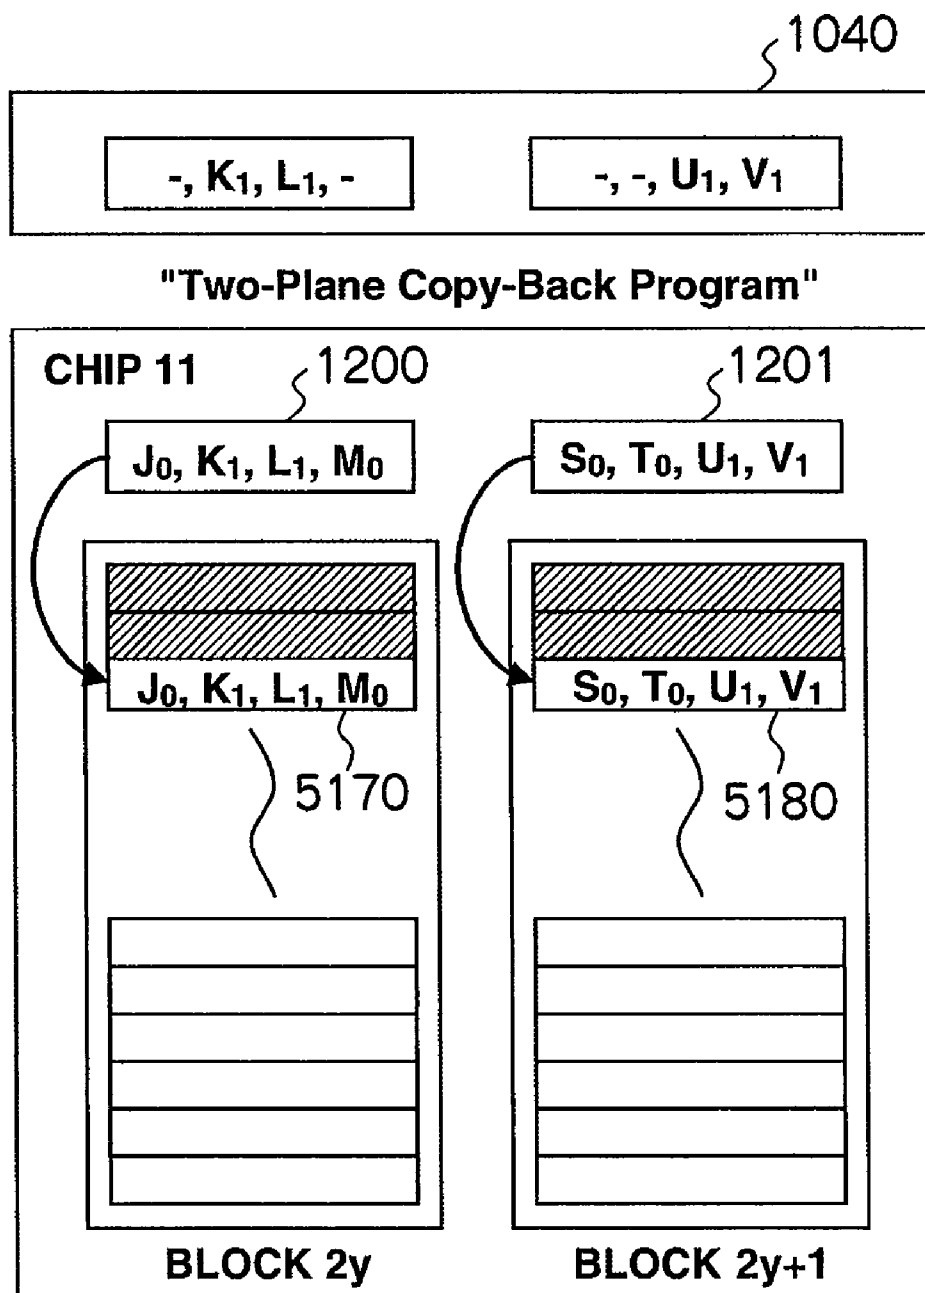 1040
-, K₁, L₁, -
-, -, U₁, V₁
"Two-Plane Copy-Back Program"
CHIP 11
1200
1201
J₀, K₁, L₁, M₀
S₀, T₀, U₁, V₁
J₀, K₁, L₁, M₀
S₀, T₀, U₁, V₁
5170
5180
BLOCK 2y
BLOCK 2y+1